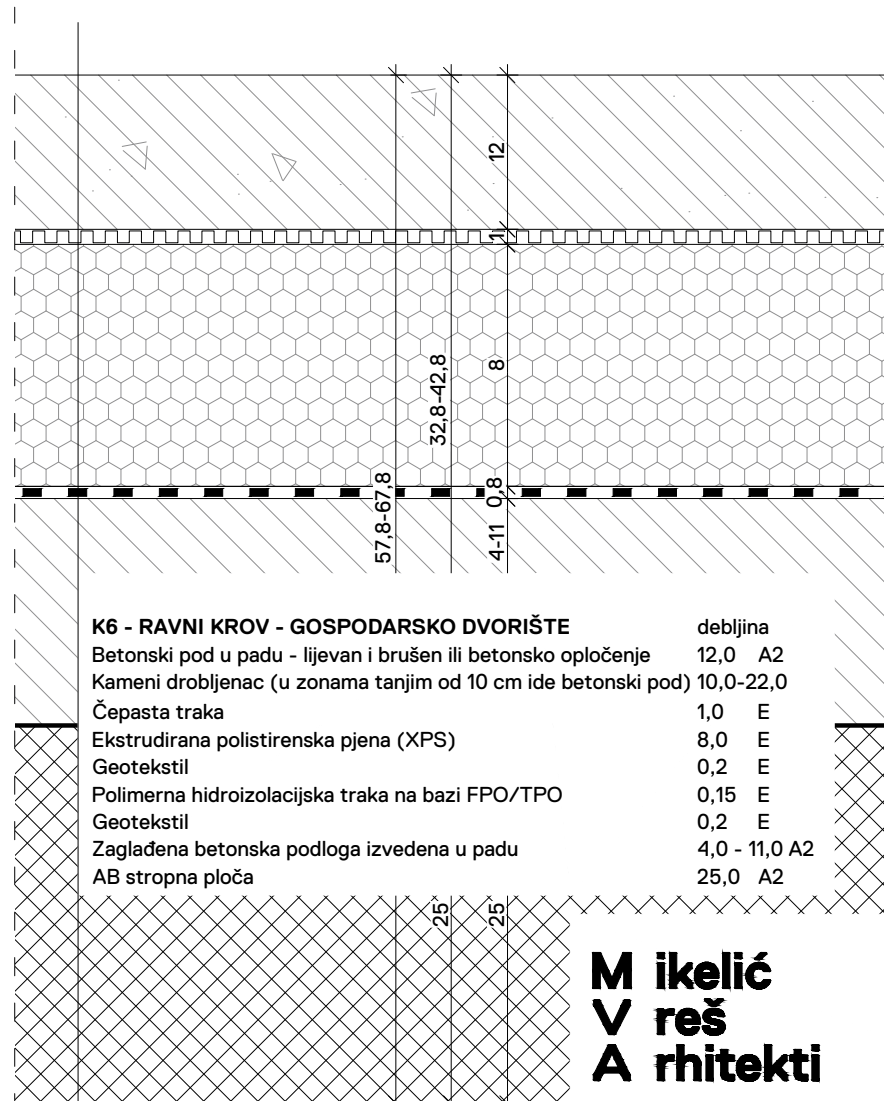 12
1
8
32,8-42,8
0,8
57,8-67,8
4-11
K6 - RAVNI KROV - GOSPODARSKO DVORIŠTE debljina
Betonski pod u padu - lijevan i brušen ili betonsko opločenje 12,0 A2
Kameni drobljenac (u zonama tanjim od 10 cm ide betonski pod) 10,0-22,0
Čepasta traka 1,0 E
Ekstrudirana polistirenska pjena (XPS) 8,0 E
Geotekstil 0,2 E
Polimerna hidroizolacijska traka na bazi FPO/TPO 0,15 E
Geotekstil 0,2 E
Zaglađena betonska podloga izvedena u padu 4,0 - 11,0 A2
AB stropna ploča 25,0 A2
25 25
M ikelić
V reš
A rhitekti